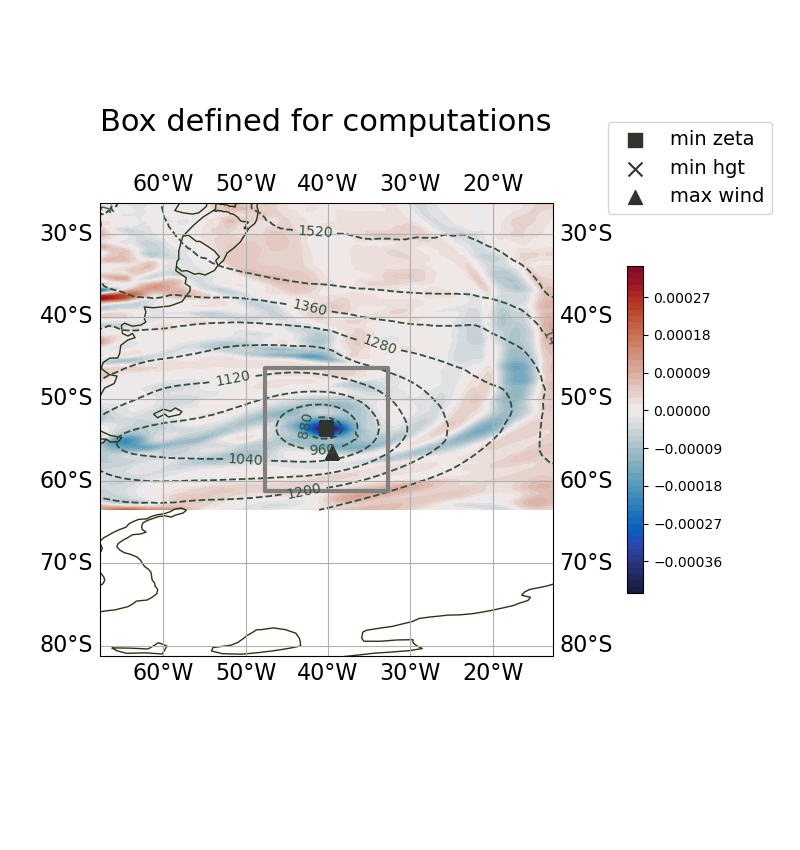 Box defined for computations
min zeta
min hgt
max wind
60°W 50°W 40°W 30°W 20°W
30°S 30°S
40°S 40°S
50°S 50°S
60°S 60°S
70°S 70°S
80°S 80°S
60°W 50°W 40°W 30°W 20°W
1520
1360
1280
1120
880
960
1040
1200
0.00027
0.00018
0.00009
0.00000
−0.00009
−0.00018
−0.00027
−0.00036